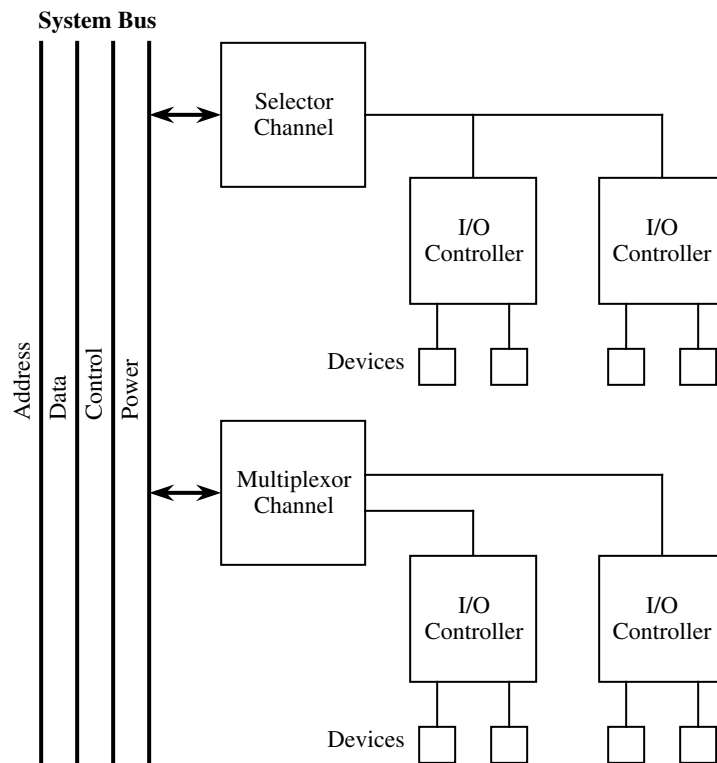 System Bus
Selector
Channel
I/O
Controller
I/O
Controller
Devices
Address
Data
Control
Power
Multiplexor
Channel
I/O
Controller
I/O
Controller
Devices